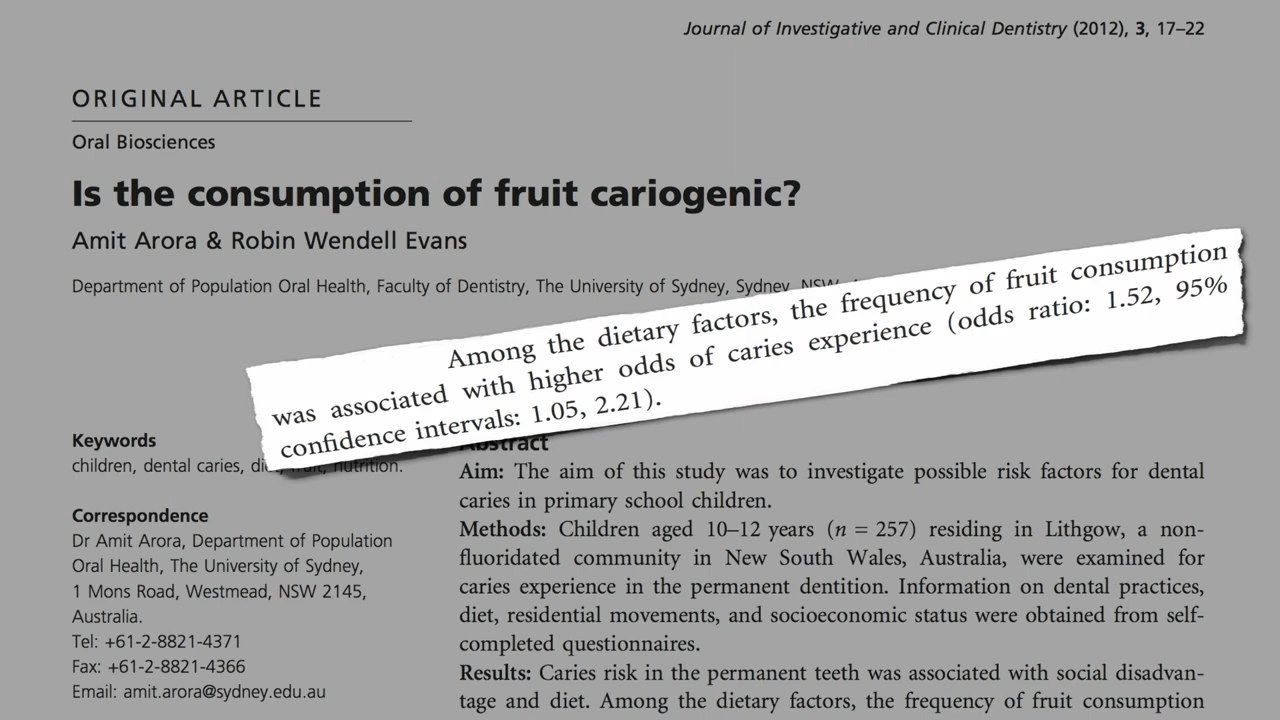 Journal of Investigative and Clinical Dentistry (2012), 3, 17–22
ORIGINAL ARTICLE
Oral Biosciences
Is the consumption of fruit cariogenic?
Amit Arora & Robin Wendell Evans
Department of Population Oral Health, Faculty of Dentistry, The University of Sydney, Sydney, NSW
Among the dietary factors, the frequency of fruit consumption
was associated with higher odds of caries experience (odds ratio: 1.52, 95%
confidence intervals: 1.05, 2.21).
Keywords
children, dental caries, diet, fruit, nutrition.
Correspondence
Dr Amit Arora, Department of Population
Oral Health, The University of Sydney,
1 Mons Road, Westmead, NSW 2145,
Australia.
Tel: +61-2-8821-4371
Fax: +61-2-8821-4366
Email: amit.arora@sydney.edu.au
Abstract
Aim: The aim of this study was to investigate possible risk factors for dental
caries in primary school children.
Methods: Children aged 10–12 years (n = 257) residing in Lithgow, a non-
fluoridated community in New South Wales, Australia, were examined for
caries experience in the permanent dentition. Information on dental practices,
diet, residential movements, and socioeconomic status were obtained from self-
completed questionnaires.
Results: Caries risk in the permanent teeth was associated with social disadvan-
tage and diet. Among the dietary factors, the frequency of fruit consumption